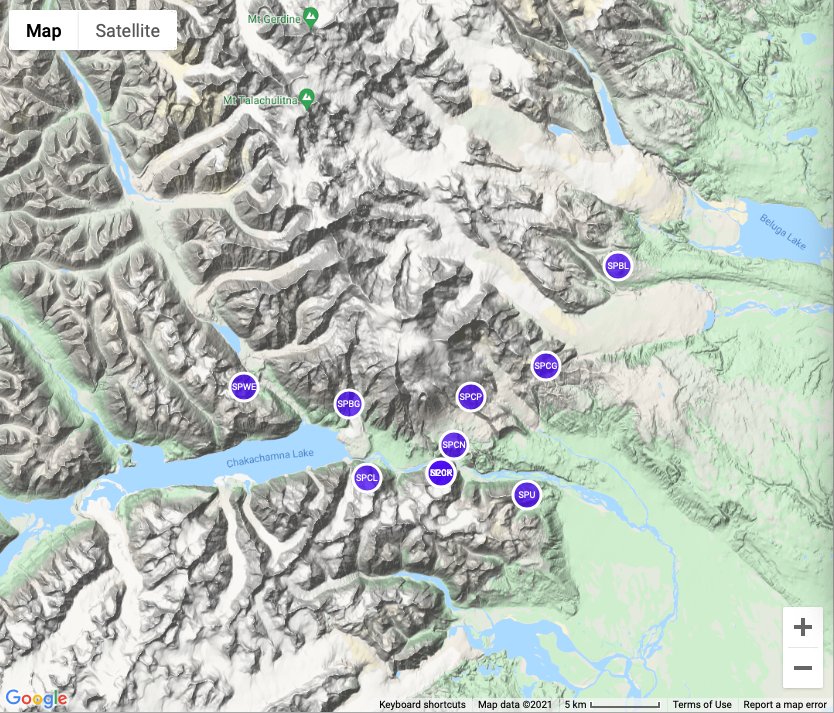 Map Satellite
Mt Gerdine
Mt Talachulitna
Beluga Lake
SPBL
SPCG
SPWE
SPBG
SPCP
SPCN
Chakachamna Lake
SPCL
SPU
Google
Keyboard shortcuts Map data ©2021 5 km Terms of Use Report a map error